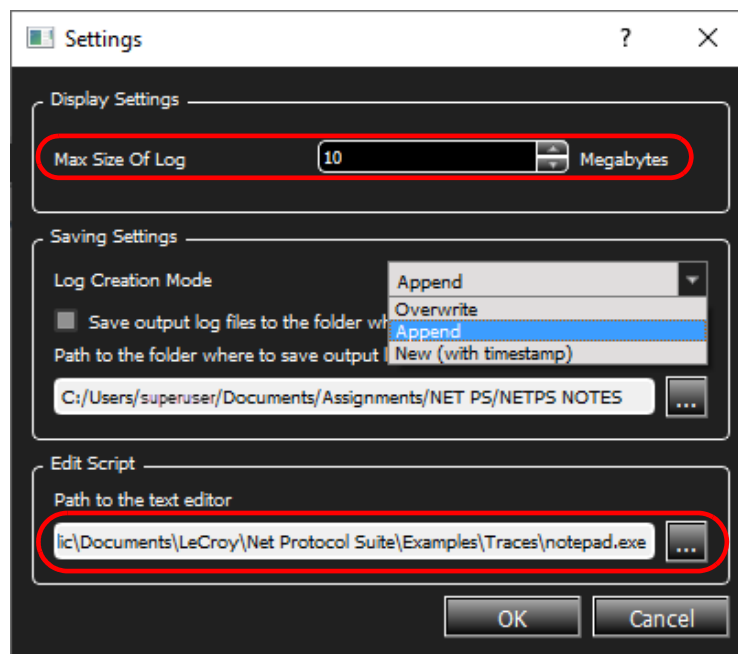 Settings ?
Display Settings
Max Size Of Log 10 Megabytes
Saving Settings
Log Creation Mode Append
Overwrite
Save output log files to the folder wh
Append
Path to the folder where to save output l
New (with timestamp)
C:/Users/superuser/Documents/Assignments/NET PS/NETPS NOTES ...
Edit Script
Path to the text editor
lic\Documents\LeCroy\Net Protocol Suite\Examples\Traces\notepad.exe ...
OK Cancel